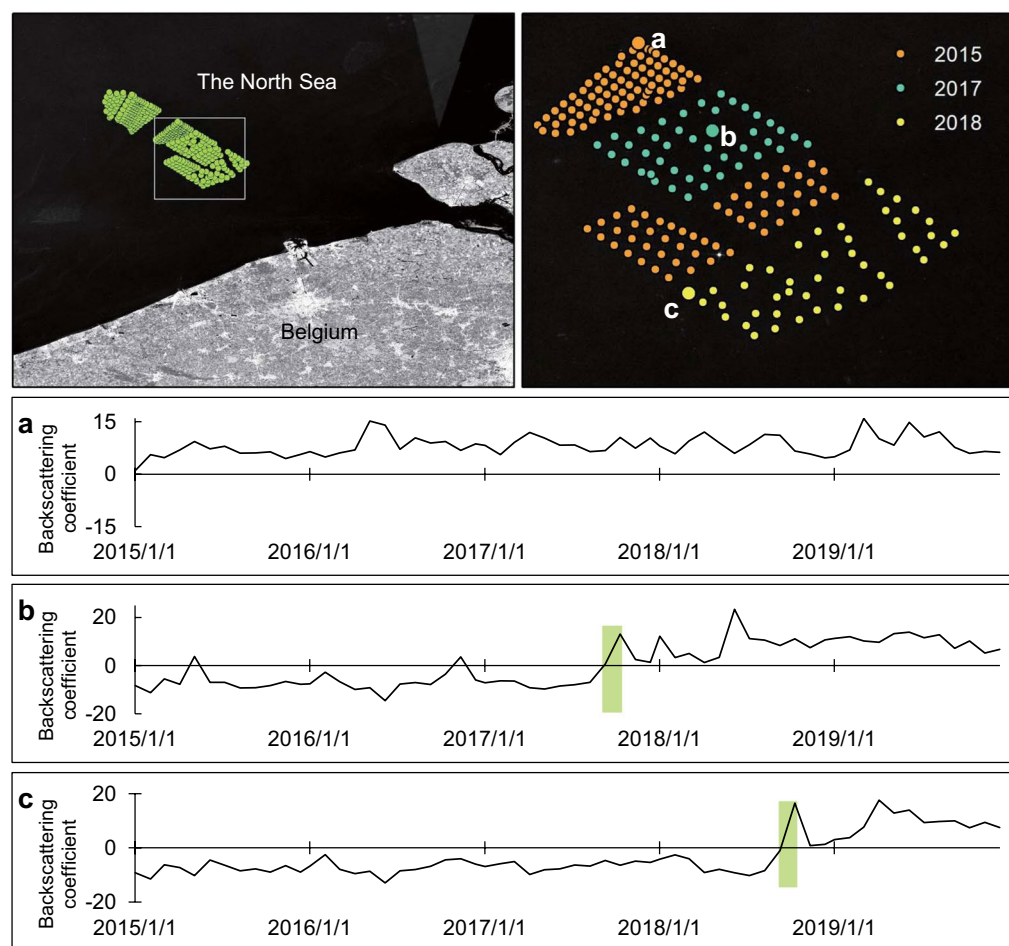 The North Sea
Belgium
a
b
c
2015
2017
2018
a
Backscattering
coefficient
15
0
-15
2015/1/1 2016/1/1 2017/1/1 2018/1/1 2019/1/1
b
Backscattering
coefficient
20
0
-20
2015/1/1 2016/1/1 2017/1/1 2018/1/1 2019/1/1
c
Backscattering
coefficient
20
0
-20
2015/1/1 2016/1/1 2017/1/1 2018/1/1 2019/1/1